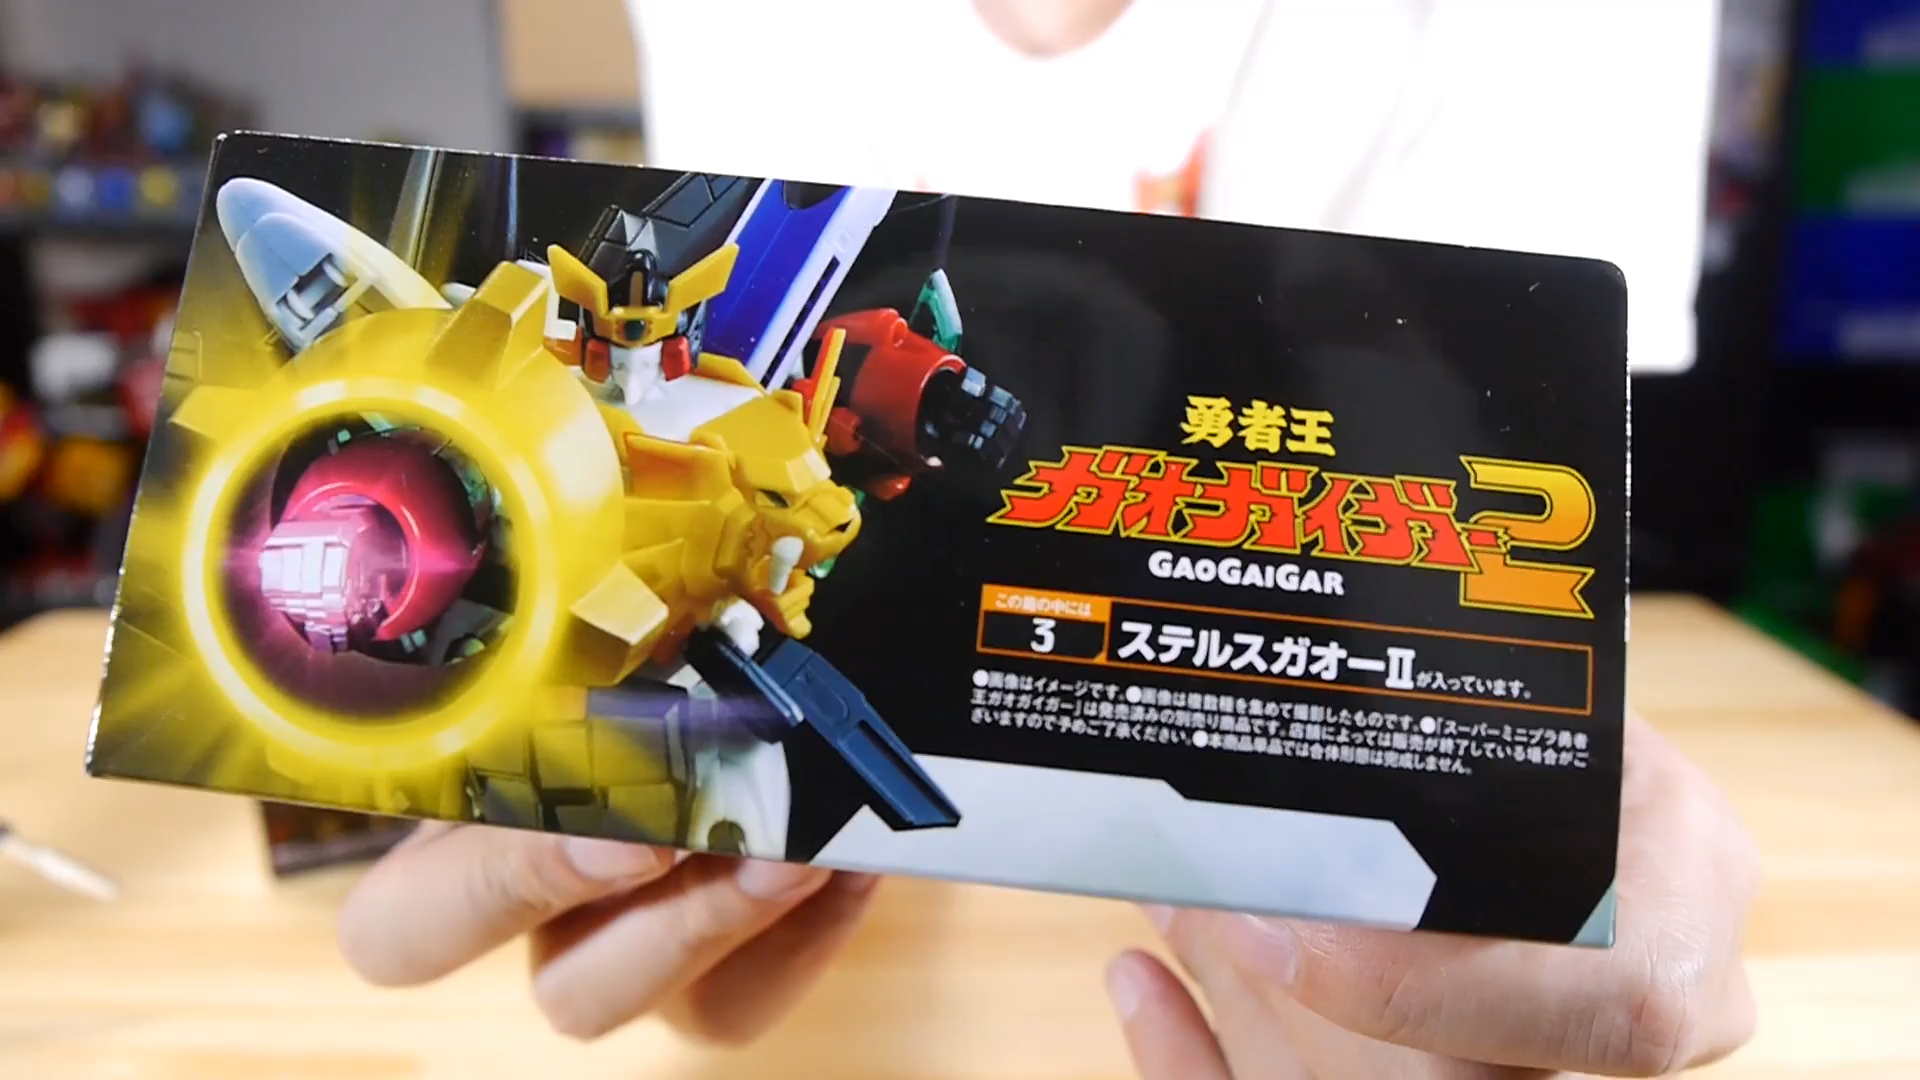 勇者王
ガオガイガー2
GAOGAIGAR
この箱の中には
3
ステルスガオーⅡが入っています。
●画像はイメージです。●画像は複数種を集めて撮影したものです。●「スーパーミニプラ勇者
王ガオガイガー」は発売済みの別売り商品です。店舗によっては販売が終了している場合がご
ざいますので予めご了承ください。●本商品単品では合体形態は完成しません。